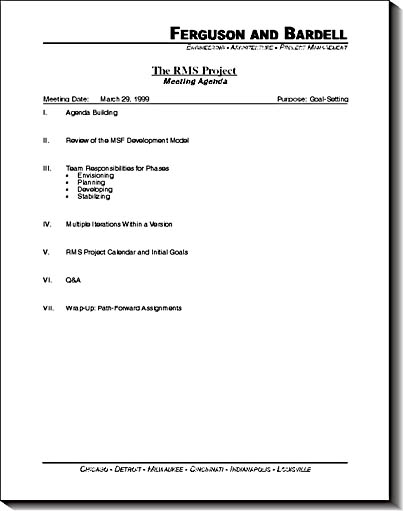 FERGUSON AND BARDELL
ENGINEERING • ARCHITECTURE • PROJECT MANAGEMENT
The RMS Project
Meeting Agenda
Meeting Date: March 29, 1999 Purpose: Goal-Setting
I. Agenda Building
II. Review of the MSF Development Model
III. Team Responsibilities for Phases
• Envisioning
• Planning
• Developing
• Stabilizing
IV. Multiple Iterations Within a Version
V. RMS Project Calendar and Initial Goals
VI. Q&A
VII. Wrap-Up: Path-Forward Assignments
CHICAGO • DETROIT • MILWAUKEE • CINCINNATI • INDIANAPOLIS • LOUISVILLE